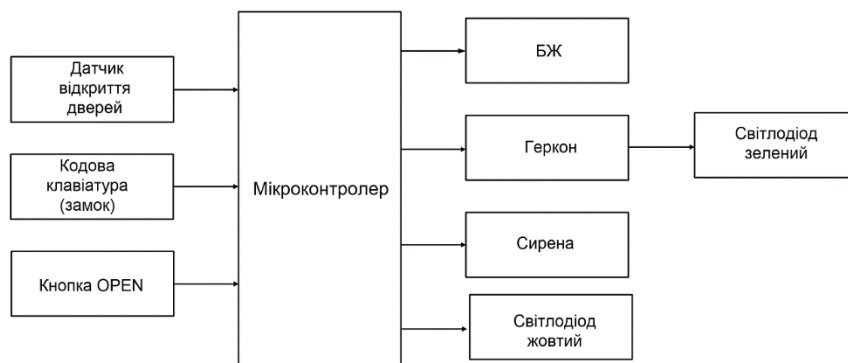 Датчик
відкриття
дверей
Кодова
клавіатура
(замок)
Кнопка OPEN
Мікроконтролер
БЖ
Геркон
Сирена
Світлодіод
жовтий
Світлодіод
зелений